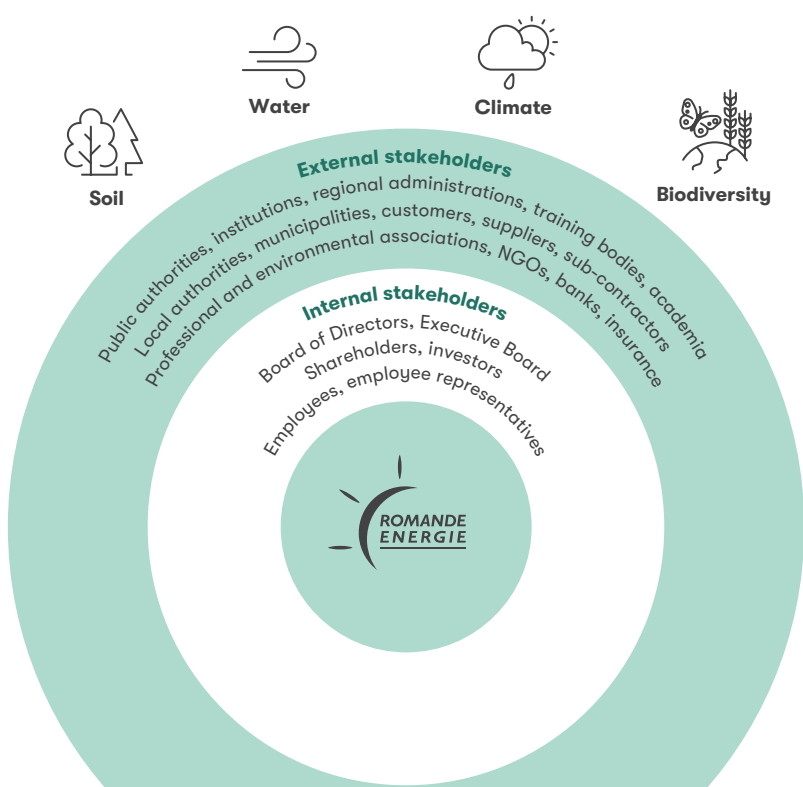 Water
Climate
Soil
Biodiversity
External stakeholders
Public authorities, institutions, regional administrations, training bodies, academia
Local authorities, municipalities, customers, suppliers, sub-contractors
Professional and environmental associations, NGOs, banks, insurance
Internal stakeholders
Board of Directors, Executive Board
Shareholders, investors
Employees, employee representatives
ROMANDE
ENERGIE